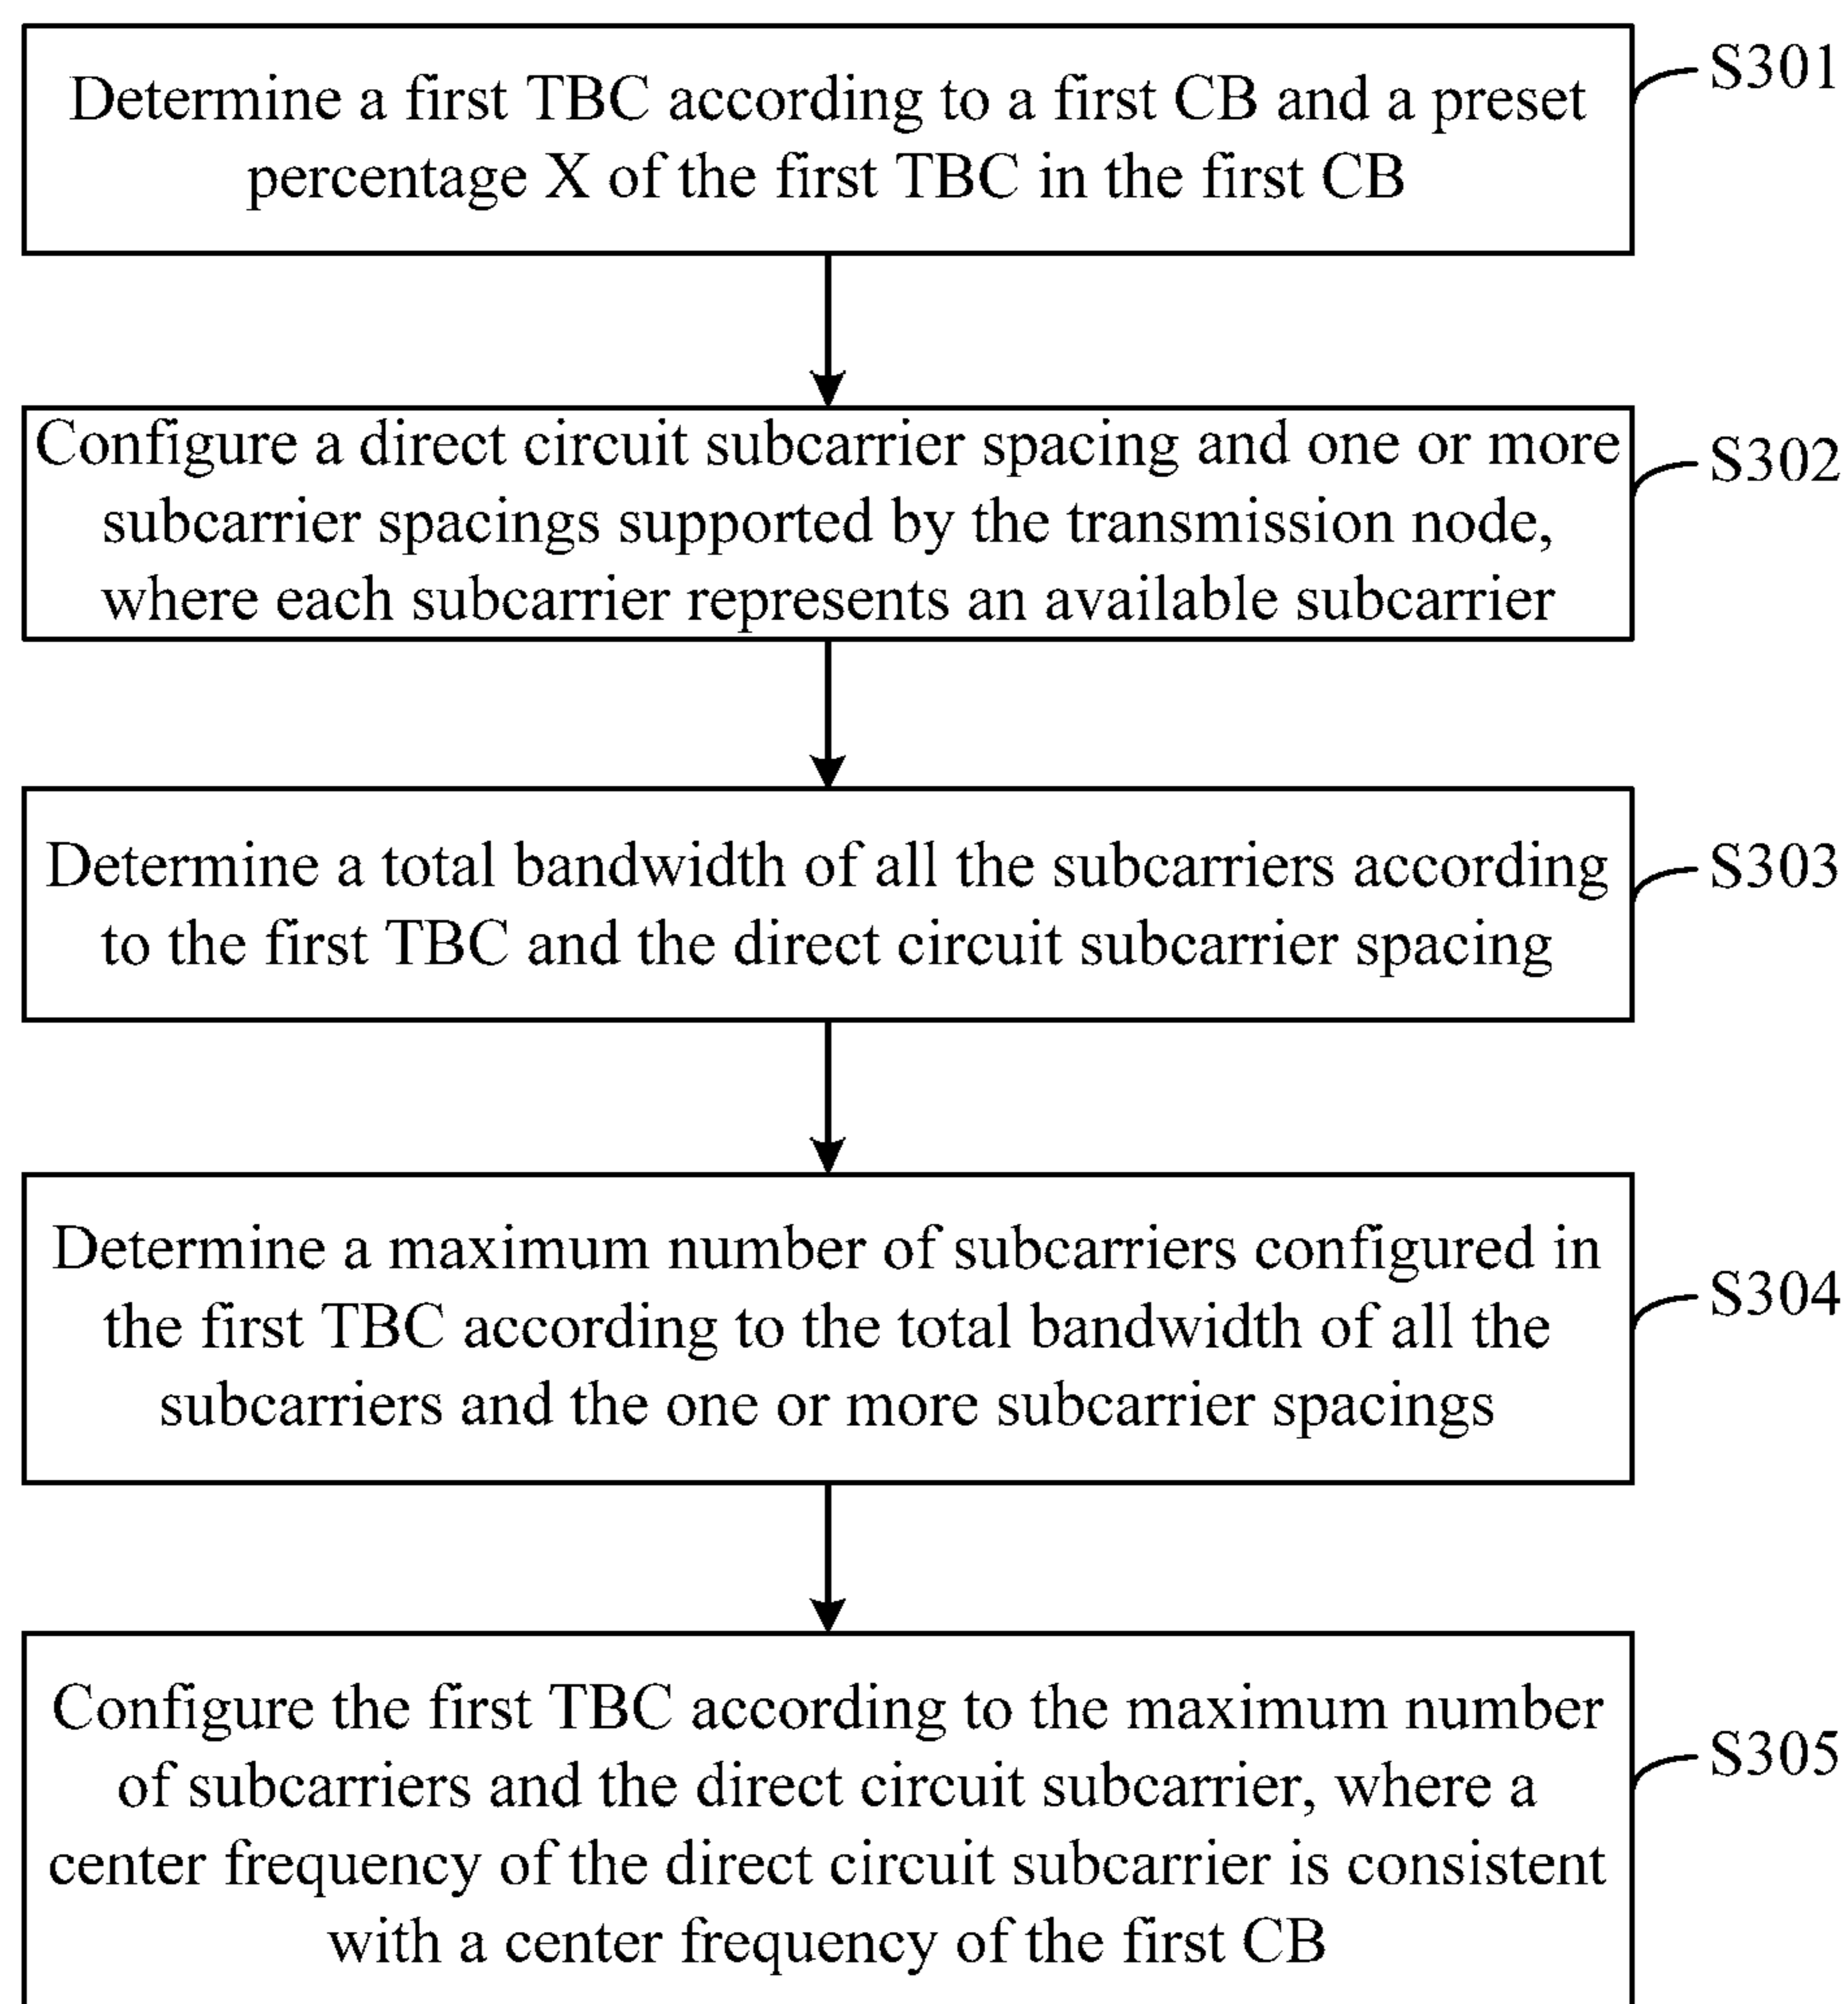 Determine a first TBC according to a first CB and a preset
percentage X of the first TBC in the first CB
S301
Configure a direct circuit subcarrier spacing and one or more
subcarrier spacings supported by the transmission node,
where each subcarrier represents an available subcarrier
S302
Determine a total bandwidth of all the subcarriers according
to the first TBC and the direct circuit subcarrier spacing
S303
Determine a maximum number of subcarriers configured in
the first TBC according to the total bandwidth of all the
subcarriers and the one or more subcarrier spacings
S304
Configure the first TBC according to the maximum number
of subcarriers and the direct circuit subcarrier, where a
center frequency of the direct circuit subcarrier is consistent
with a center frequency of the first CB
S305